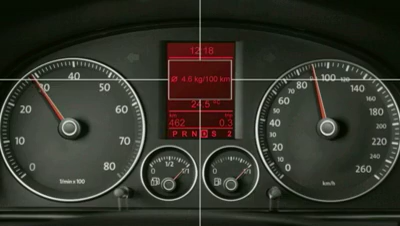 12:18
Ø 4.6 kg/100 km
24.5 °C
km
462 0.3
P R N D S 2
0 10 20 30 40 50 60 70 80
1/min x 100
20 40 60 80 100 120 140 160 180 200 220 240 260
km/h
1/2 1/1
1/1